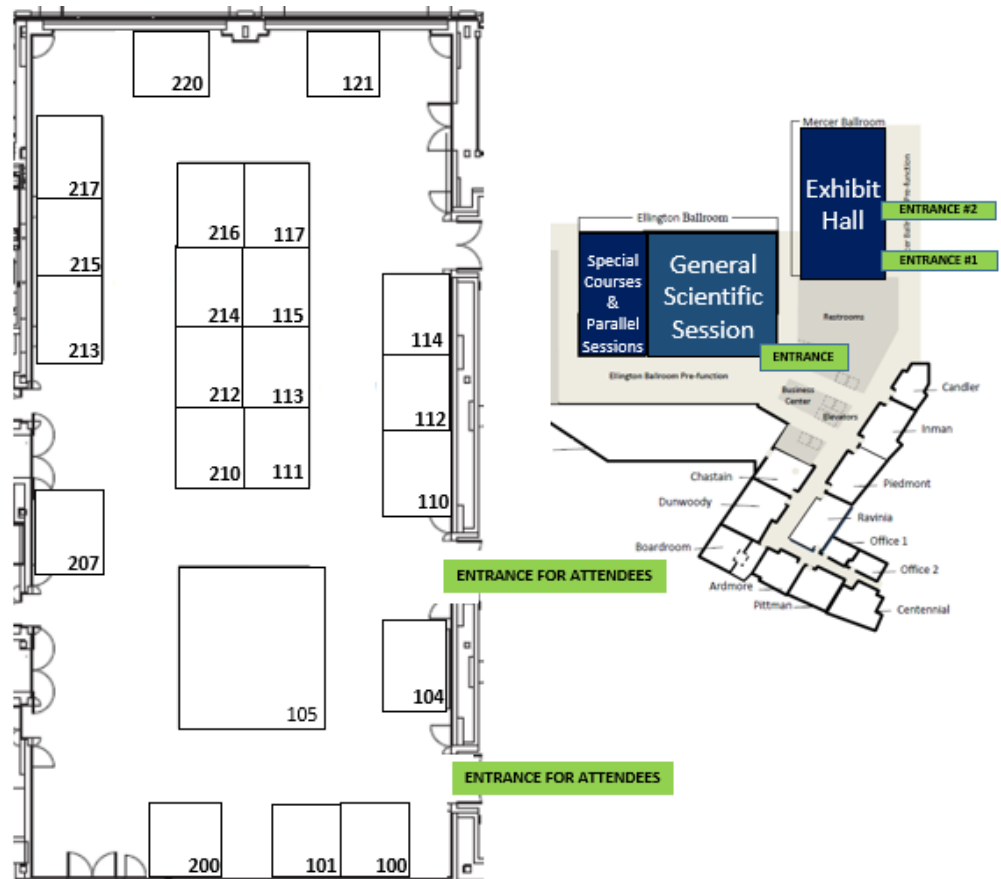 220
121
217
216
117
215
214
115
114
213
212
113
112
210
111
110
207
ENTRANCE FOR ATTENDEES
104
105
ENTRANCE FOR ATTENDEES
200
101
100
Mercer Ballroom
Exhibit
Hall
Pre-function
ENTRANCE #2
ENTRANCE #1
Ellington Ballroom
Special
Courses
&
Parallel
Sessions
General
Scientific
Session
Restrooms
ENTRANCE
Ellington Ballroom Pre-function
Business
Center
Elevators
Candler
Inman
Chastain
Piedmont
Dunwoody
Ravinia
Boardroom
Office 1
Office 2
Ardmore
Pittman
Centennial